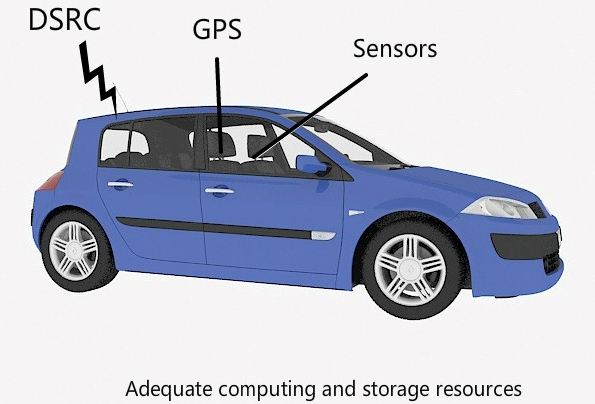 DSRC
GPS
Sensors
Adequate computing and storage resources